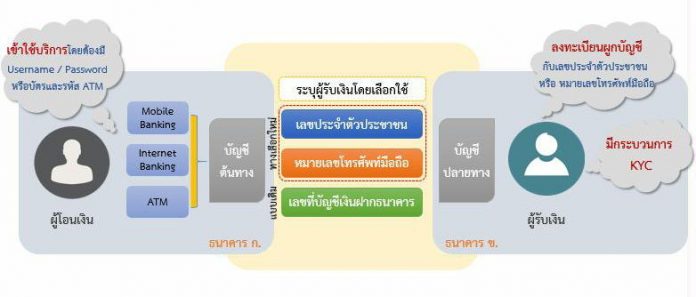 เข้าใช้บริการโดยต้องมี
Username / Password
หรือบัตรและรหัส ATM
ผู้โอนเงิน
Mobile
Banking
Internet
Banking
ATM
บัญชี
ต้นทาง
ธนาคาร ก.
ระบุผู้รับเงินโดยเลือกใช้
ทางเลือกใหม่
เลขประจำตัวประชาชน
หมายเลขโทรศัพท์มือถือ
แบบเดิม
เลขที่บัญชีเงินฝากธนาคาร
บัญชี
ปลายทาง
ธนาคาร ข.
ลงทะเบียนผูกบัญชี
กับเลขประจำตัวประชาชน
หรือ หมายเลขโทรศัพท์มือถือ
มีกระบวนการ
KYC
ผู้รับเงิน